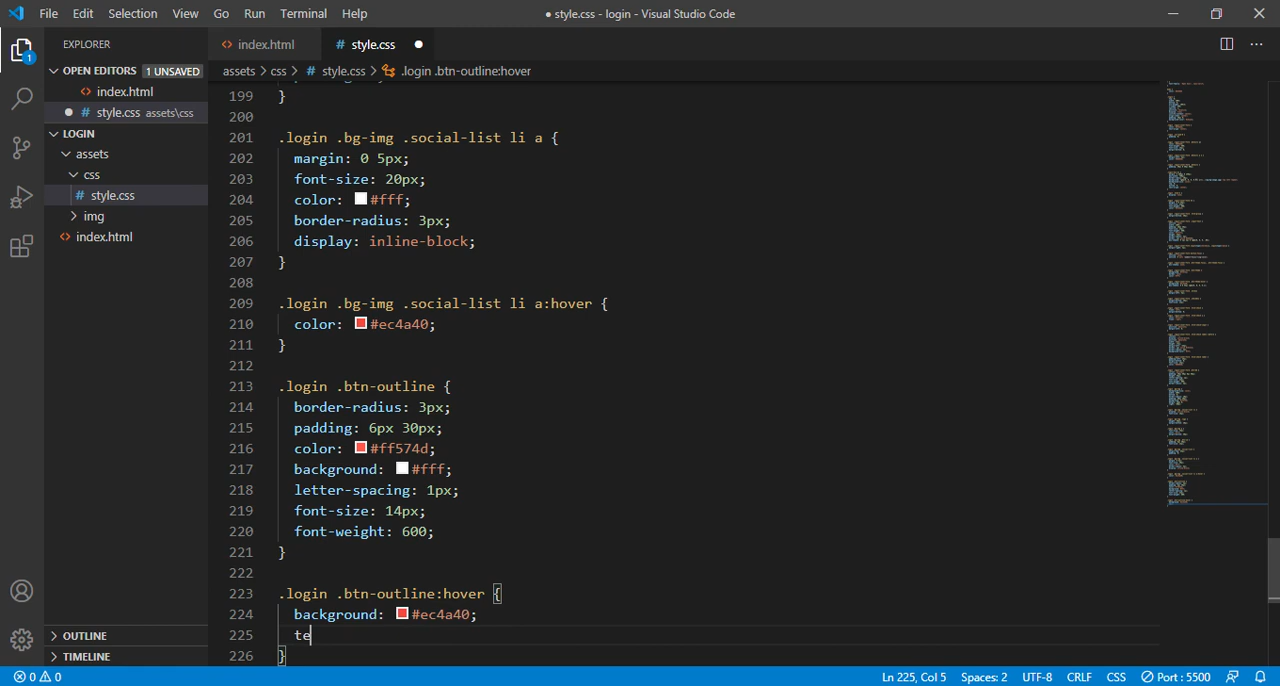 File Edit Selection View Go Run Terminal Help
● style.css - login - Visual Studio Code
EXPLORER
index.html
# style.css ●
OPEN EDITORS 1 UNSAVED
assets > css > # style.css > .login .btn-outline:hover
1
index.html
● # style.css assets\css
LOGIN
assets
css
# style.css
img
index.html
199 }
200
201 .login .bg-img .social-list li a {
202 margin: 0 5px;
203 font-size: 20px;
204 color: #fff;
205 border-radius: 3px;
206 display: inline-block;
207 }
208
209 .login .bg-img .social-list li a:hover {
210 color: #ec4a40;
211 }
212
213 .login .btn-outline {
214 border-radius: 3px;
215 padding: 6px 30px;
216 color: #ff574d;
217 background: #fff;
218 letter-spacing: 1px;
219 font-size: 14px;
220 font-weight: 600;
221 }
222
223 .login .btn-outline:hover {
224 background: #ec4a40;
225 te
226 }
OUTLINE
TIMELINE
0 0
Ln 225, Col 5 Spaces: 2 UTF-8 CRLF CSS Port : 5500